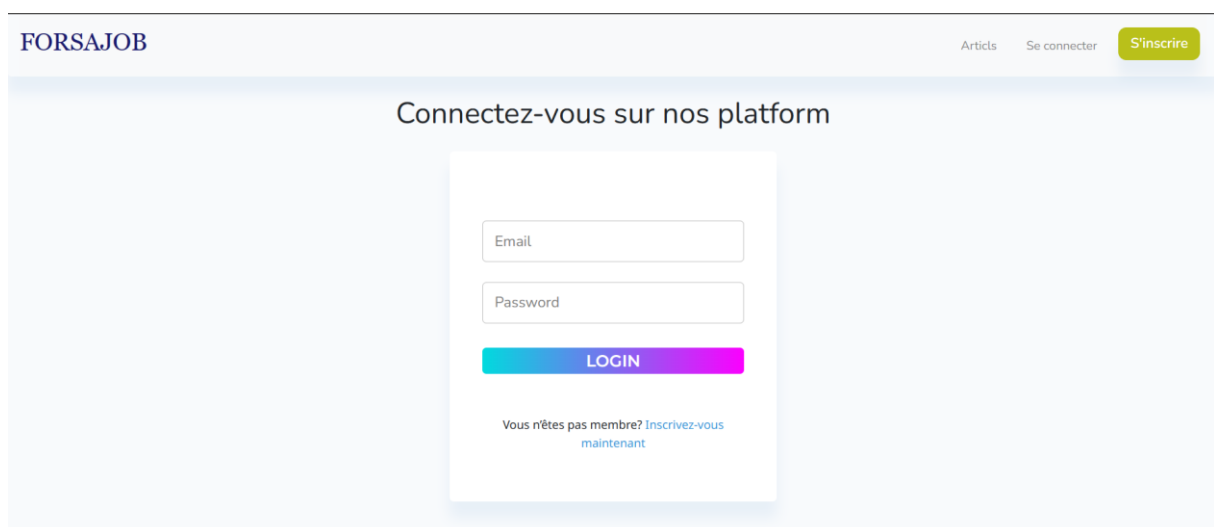 FORSAJOB
Articls
Se connecter
S'inscrire
Connectez-vous sur nos platform
Email
Password
LOGIN
Vous n'êtes pas membre? Inscrivez-vous
maintenant